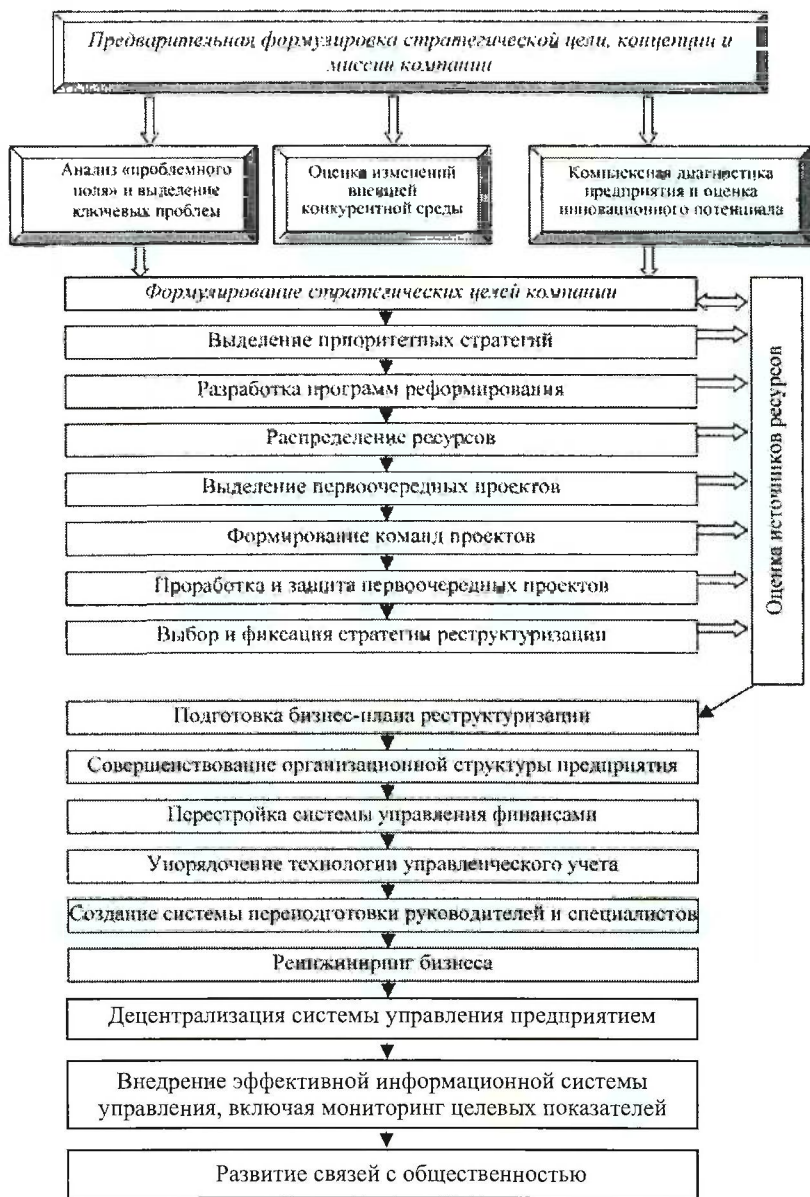 Предварительная формулировка стратегической цели, концепции и
миссии компании
Анализ «проблемного
поля» и выделение
ключевых проблем
Оценка изменений
внешней
конкурентной среды
Комплексная диагностика
предприятия и оценка
инновационного потенциала
Формулирование стратегических целей компании
Выделение приоритетных стратегий
Разработка программ реформирования
Распределение ресурсов
Выделение первоочередных проектов
Формирование команд проектов
Проработка и защита первоочередных проектов
Выбор и фиксация стратегии реструктуризации
Оценка источников ресурсов
Подготовка бизнес-плана реструктуризации
Совершенствование организационной структуры предприятия
Перестройка системы управления финансами
Упорядочение технологии управленческого учета
Создание системы переподготовки руководителей и специалистов
Реинжиниринг бизнеса
Децентрализация системы управления предприятием
Внедрение эффективной информационной системы
управления, включая мониторинг целевых показателей
Развитие связей с общественностью